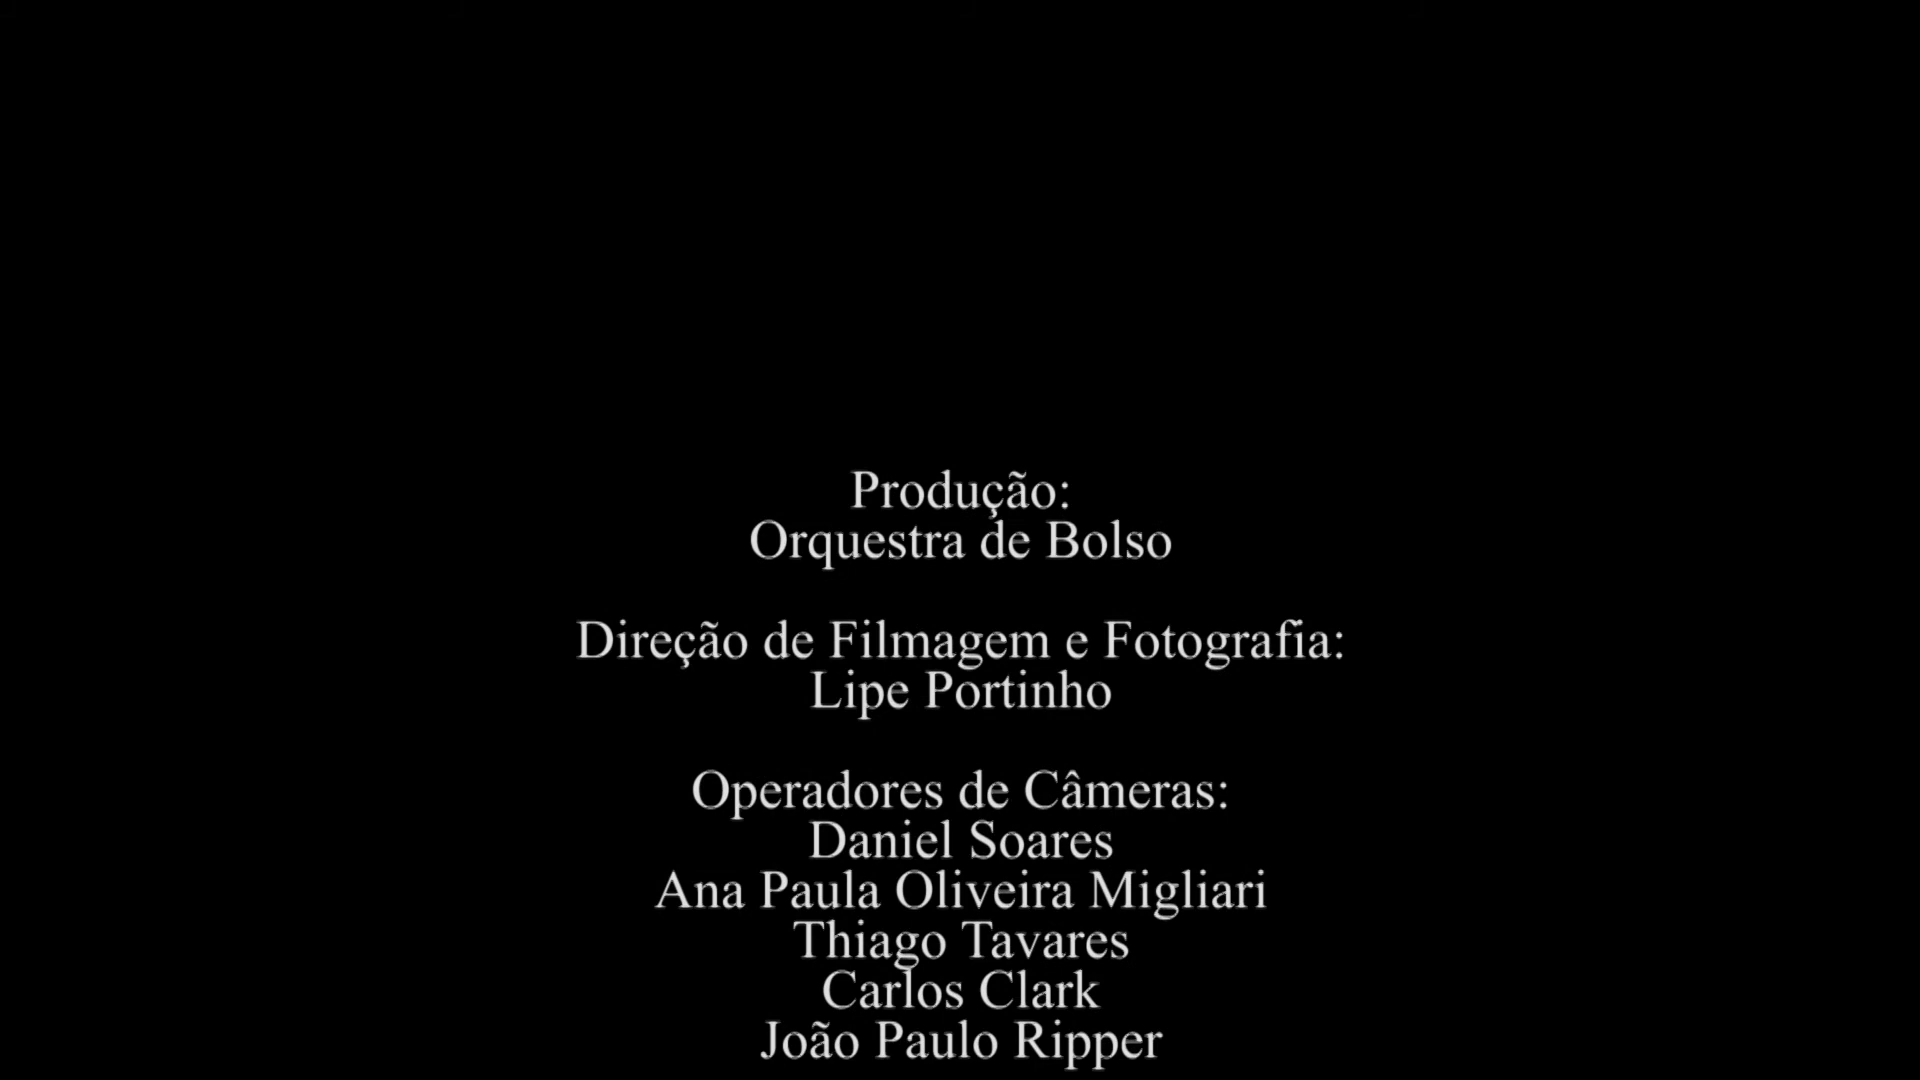 Produção:
Orquestra de Bolso
Direção de Filmagem e Fotografia:
Lipe Portinho
Operadores de Câmeras:
Daniel Soares
Ana Paula Oliveira Migliari
Thiago Tavares
Carlos Clark
João Paulo Ripper